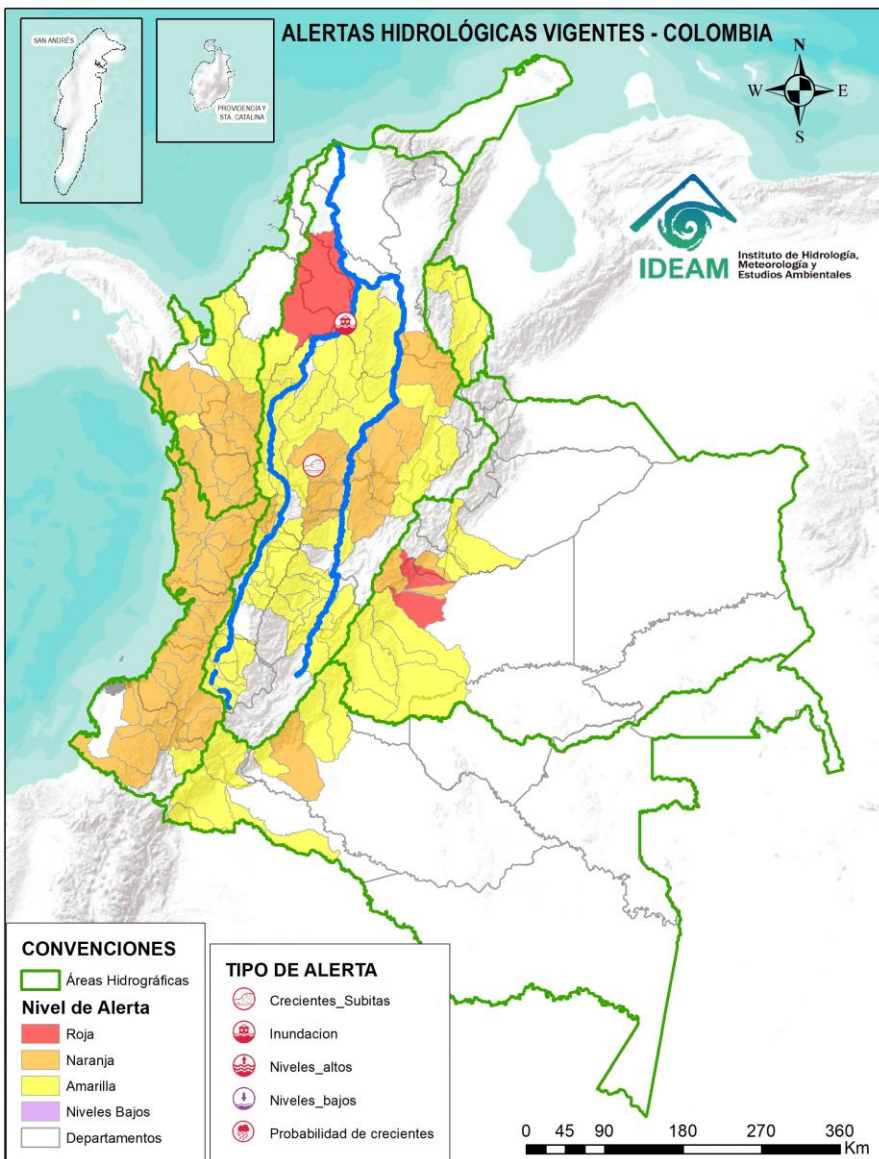 ALERTAS HIDROLÓGICAS VIGENTES - COLOMBIA
SAN ANDRÉS
PROVIDENCIA Y
STA. CATALINA
N
W
E
S
IDEAM
Instituto de Hidrología,
Meteorología y
Estudios Ambientales
CONVENCIONES
Áreas Hidrográficas
Nivel de Alerta
Roja
Naranja
Amarilla
Niveles Bajos
Departamentos
TIPO DE ALERTA
Crecientes_Subitas
Inundacion
Niveles_altos
Niveles_bajos
Probabilidad de crecientes
0 45 90 180 270 360
Km